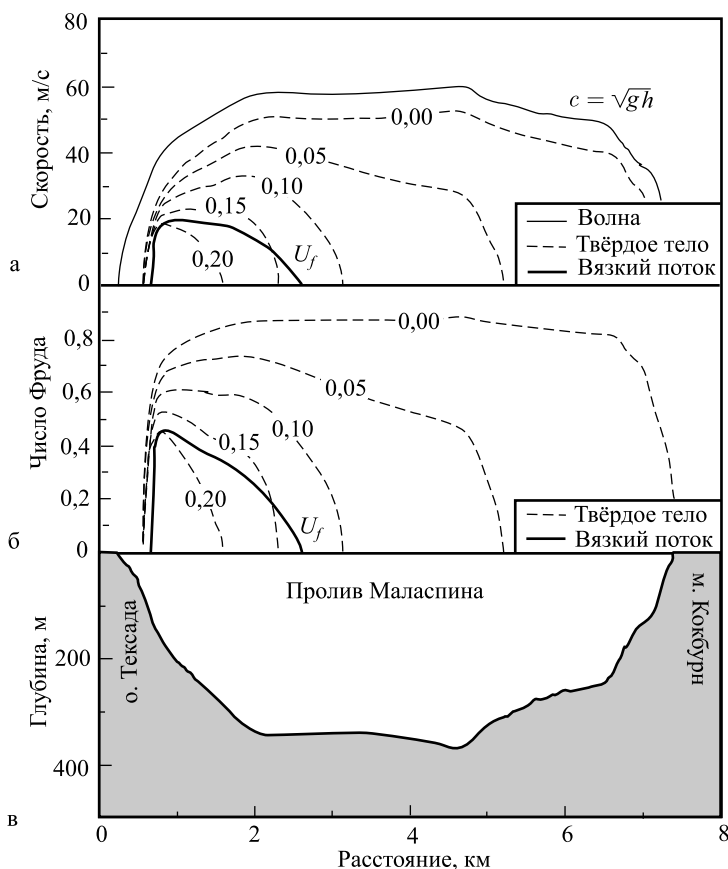 80
60
40
20
0
Скорость, м/с
а
c = √gh
0,00
0,05
0,10
0,15
0,20
U_f
Волна
Твёрдое тело
Вязкий поток
0,8
0,6
0,4
0,2
0
Число Фруда
б
0,00
0,05
0,10
0,15
0,20
U_f
Твёрдое тело
Вязкий поток
200
400
Глубина, м
в
о. Тексада
Пролив Маласпина
м. Кокбурн
0 2 4 6 8
Расстояние, км